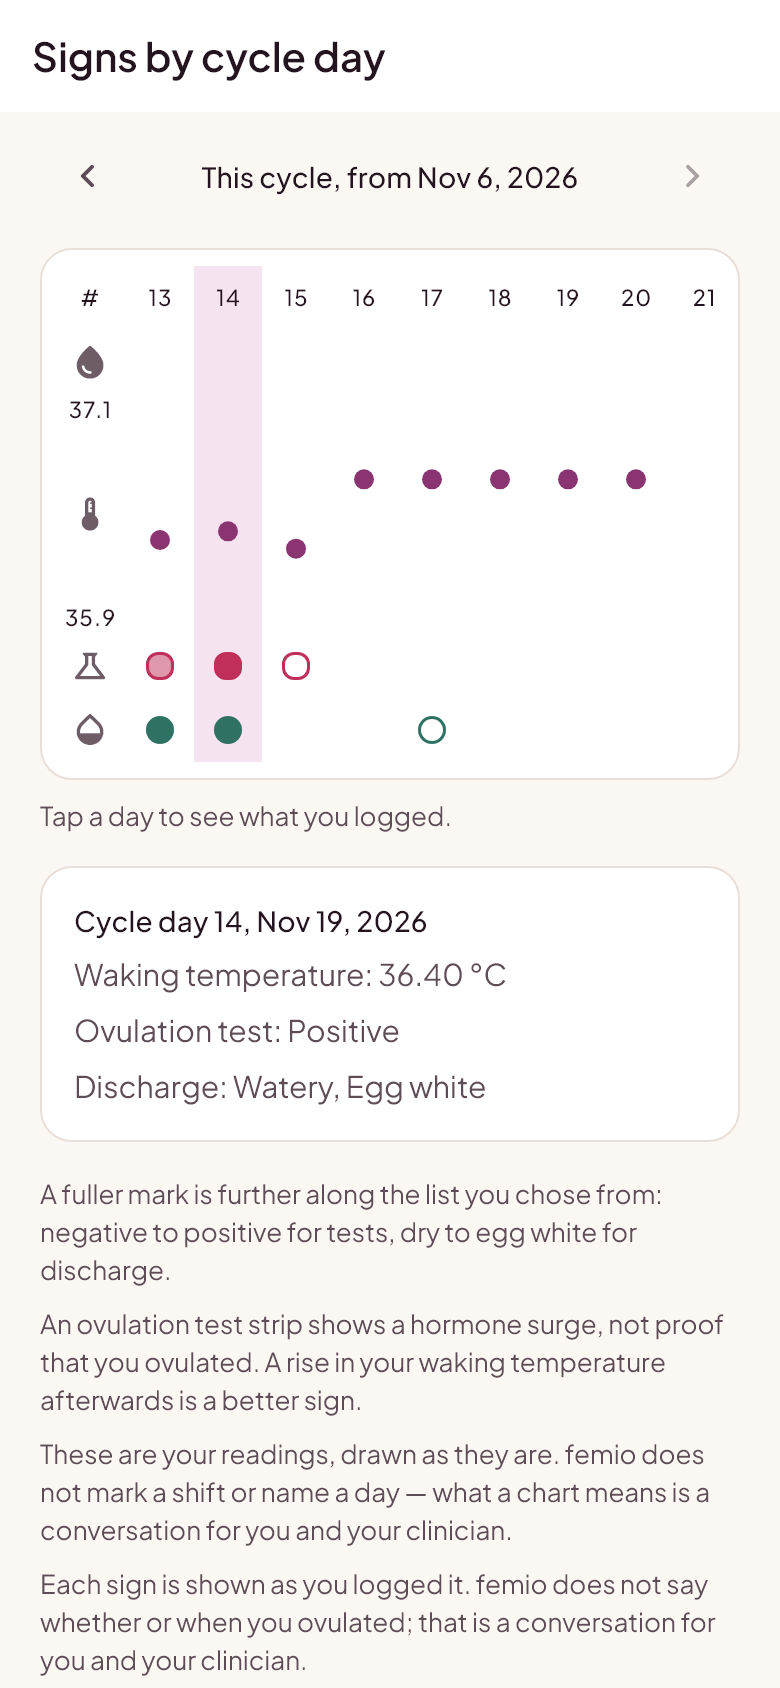 Signs by cycle day
This cycle, from Nov 6, 2026
# 13 14 15 16 17 18 19 20 21
37.1
35.9
Tap a day to see what you logged.
Cycle day 14, Nov 19, 2026
Waking temperature: 36.40 °C
Ovulation test: Positive
Discharge: Watery, Egg white
A fuller mark is further along the list you chose from:
negative to positive for tests, dry to egg white for
discharge.
An ovulation test strip shows a hormone surge, not proof
that you ovulated. A rise in your waking temperature
afterwards is a better sign.
These are your readings, drawn as they are. femio does
not mark a shift or name a day — what a chart means is a
conversation for you and your clinician.
Each sign is shown as you logged it. femio does not say
whether or when you ovulated; that is a conversation for
you and your clinician.